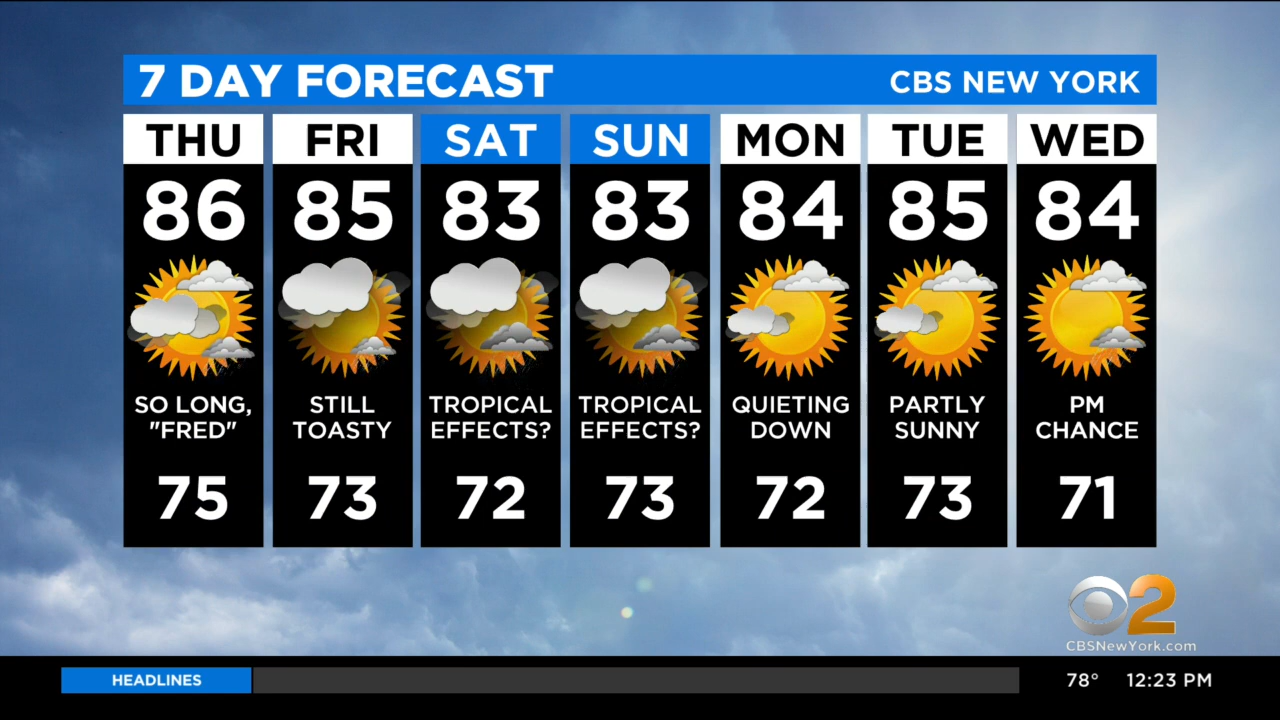 7 DAY FORECAST
CBS NEW YORK
THU FRI SAT SUN MON TUE WED
86 85 83 83 84 85 84
SO LONG, STILL TROPICAL TROPICAL QUIETING PARTLY PM
"FRED" TOASTY EFFECTS? EFFECTS? DOWN SUNNY CHANCE
75 73 72 73 72 73 71
2
CBSNewYork.com
HEADLINES
78° 12:23 PM